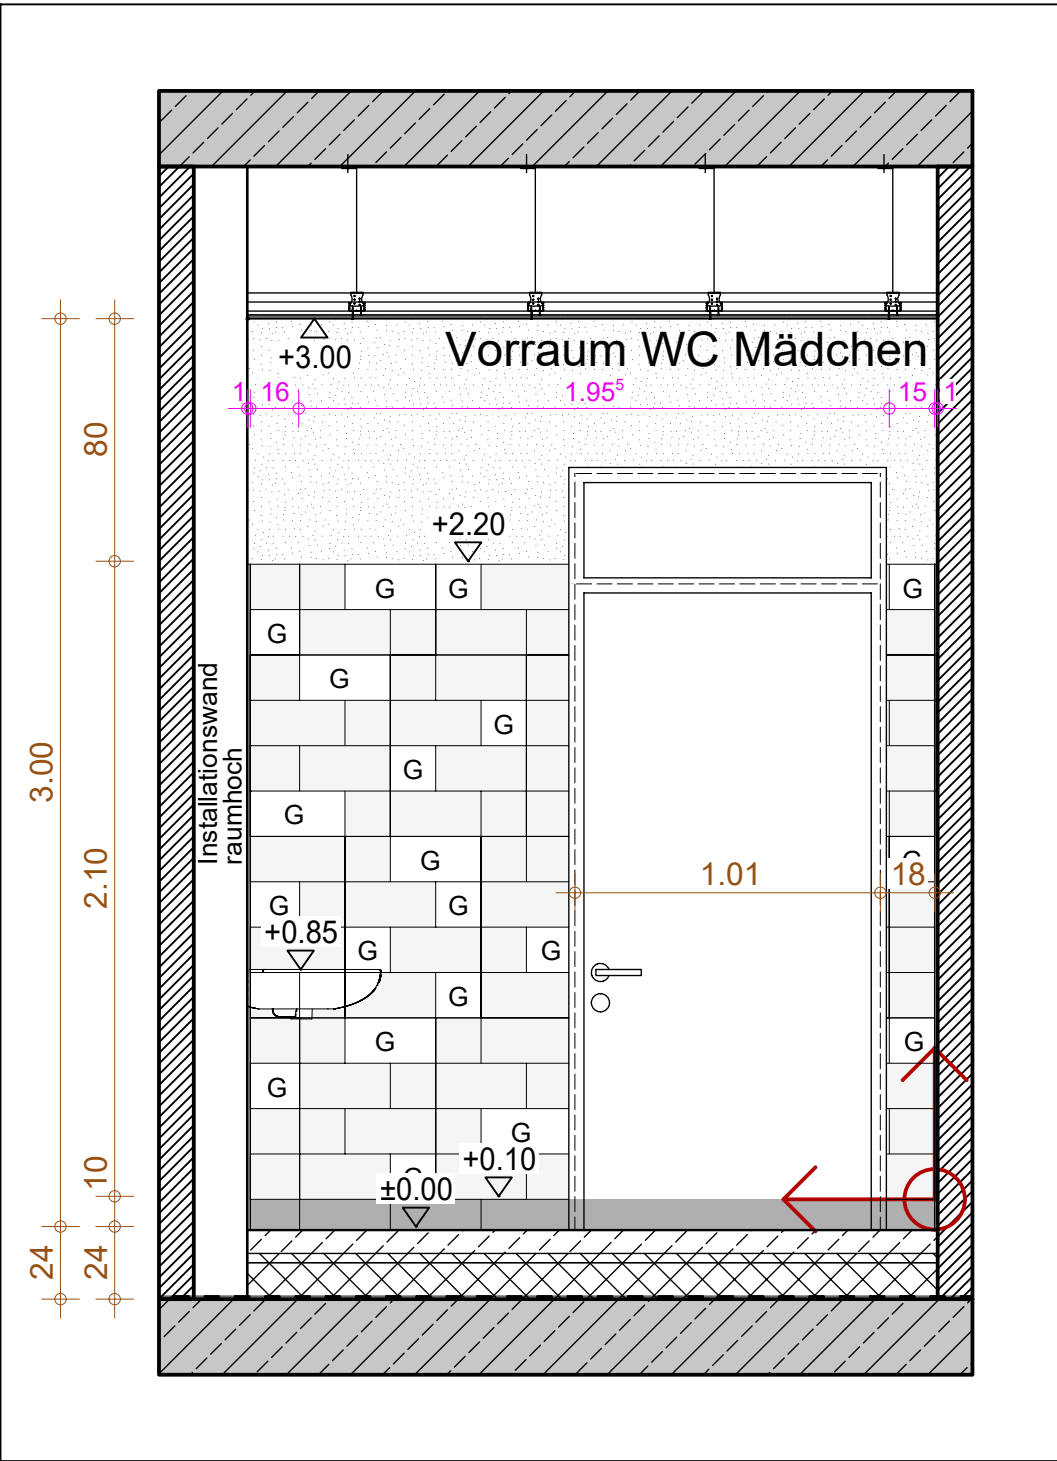 Vorraum WC Mädchen
+3.00
1 16 1.95⁵ 15 1
80
+2.20
G G G
G
G
Installationswand
raumhoch
G
3.00
G
G
2.10
G
1.01 18
G G
+0.85
G G
G
G G
G
10
G
+0.10
±0.00
24 24